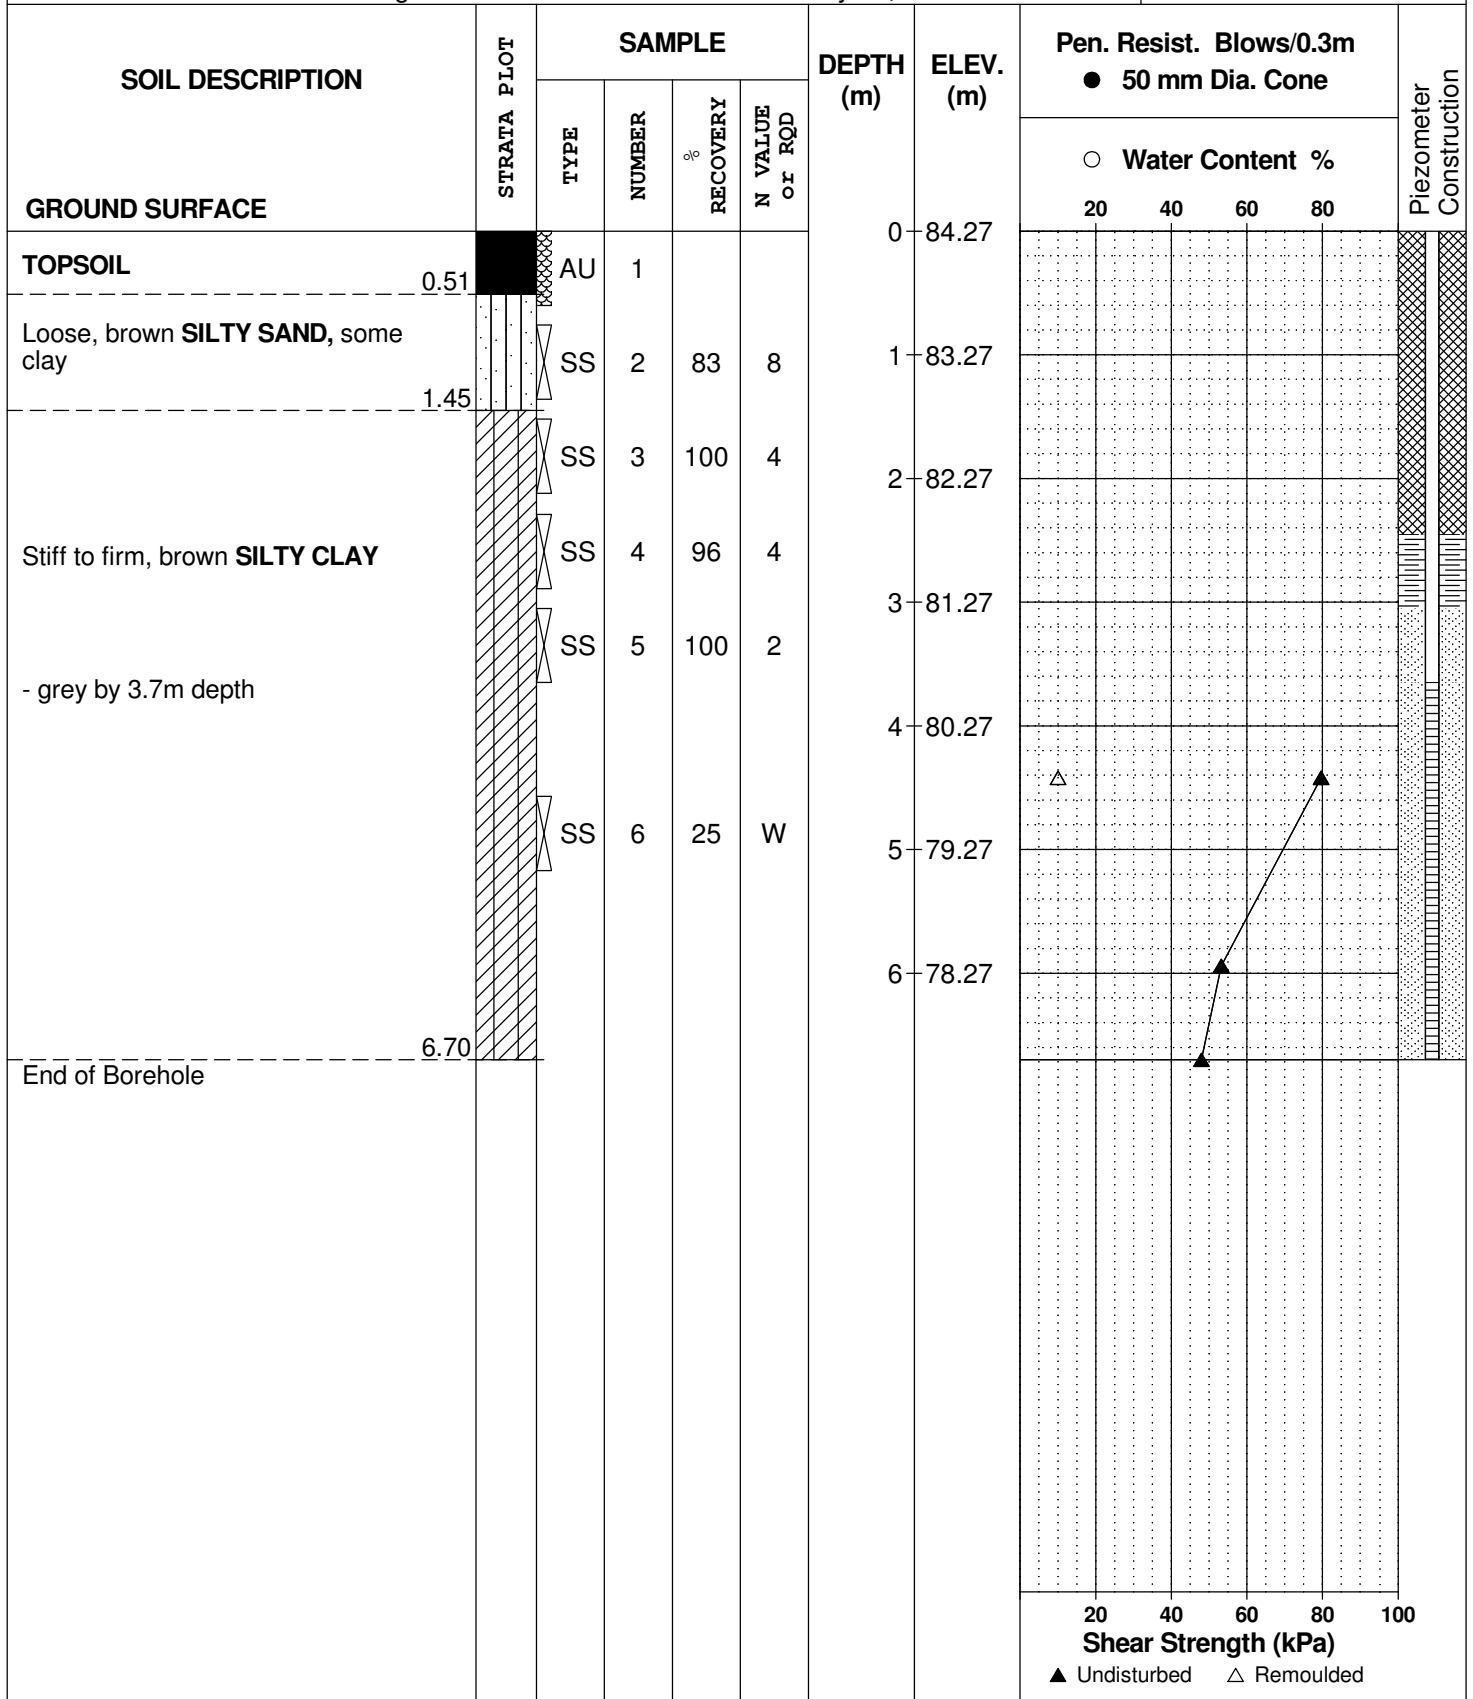 SOIL DESCRIPTION
GROUND SURFACE
STRATA PLOT
SAMPLE
TYPE
NUMBER
%
RECOVERY
N VALUE
or RQD
DEPTH
(m)
ELEV.
(m)
Pen. Resist. Blows/0.3m
● 50 mm Dia. Cone
○ Water Content %
20 40 60 80
Piezometer
Construction
0 84.27
TOPSOIL
0.51
AU 1
Loose, brown SILTY SAND, some
clay
1.45
SS 2 83 8
1 83.27
SS 3 100 4
2 82.27
Stiff to firm, brown SILTY CLAY
SS 4 96 4
3 81.27
SS 5 100 2
- grey by 3.7m depth
4 80.27
SS 6 25 W
5 79.27
6 78.27
6.70
End of Borehole
20 40 60 80 100
Shear Strength (kPa)
▲ Undisturbed △ Remoulded